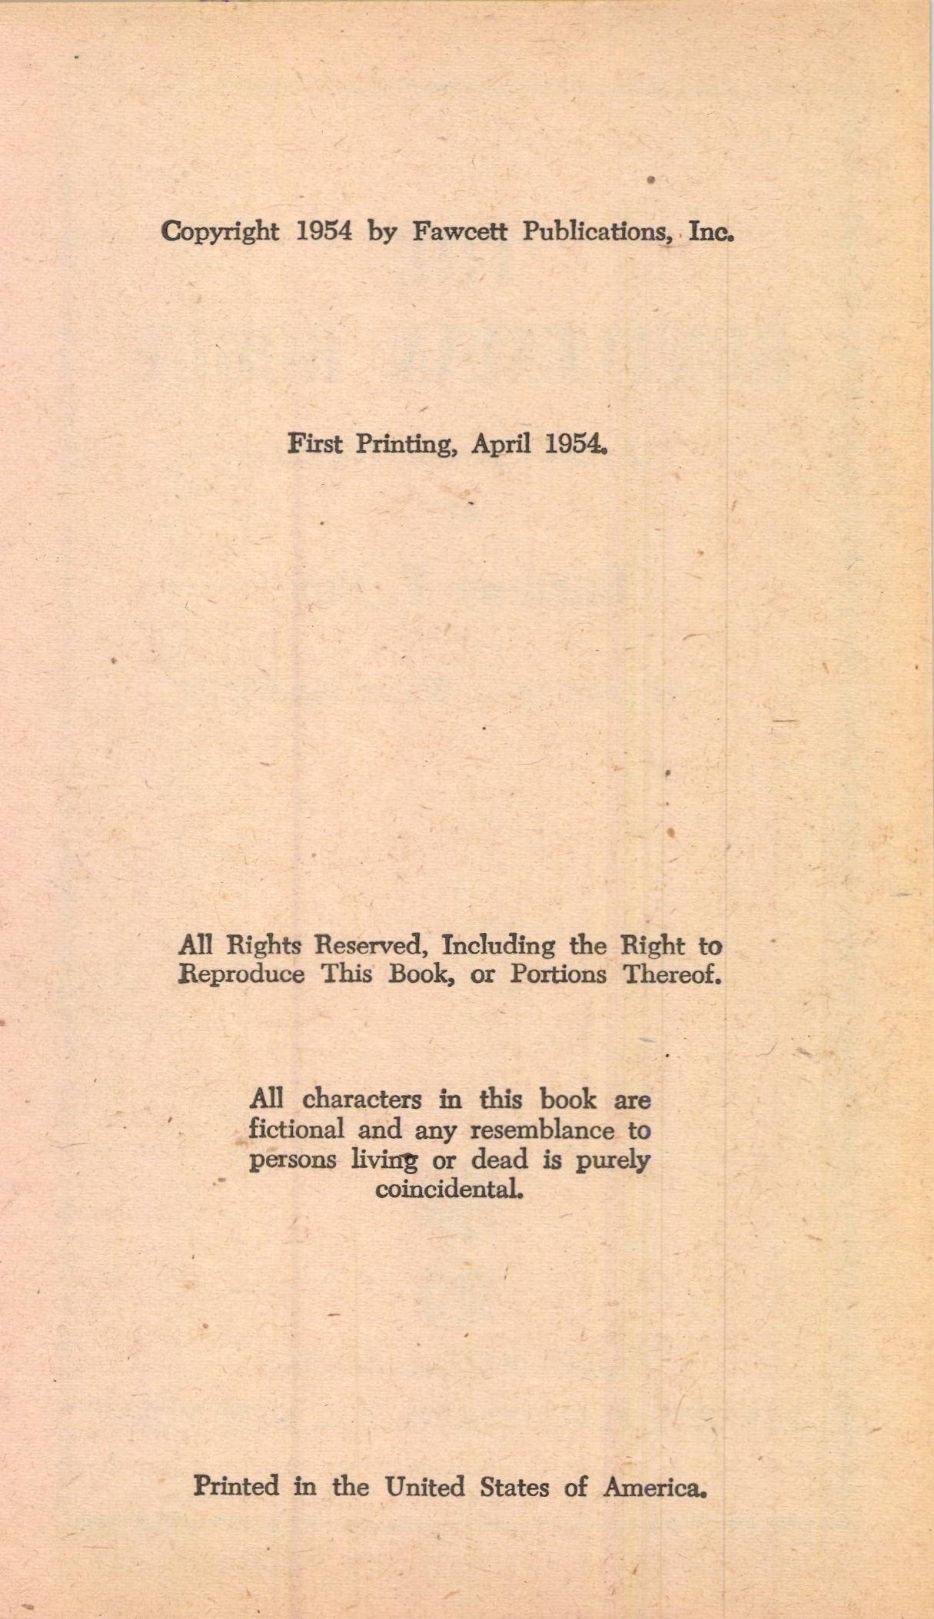 Copyright 1954 by Fawcett Publications, Inc.
First Printing, April 1954.
All Rights Reserved, Including the Right to
Reproduce This Book, or Portions Thereof.
All characters in this book are
fictional and any resemblance to
persons living or dead is purely
coincidental.
Printed in the United States of America.